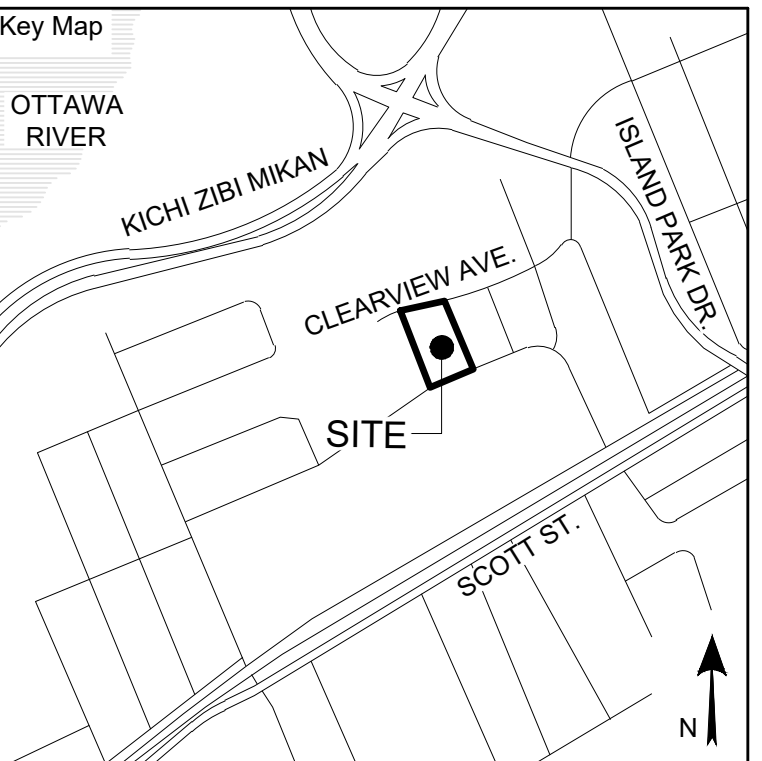 Key Map
OTTAWA
RIVER
KICHI ZIBI MIKAN
ISLAND PARK DR.
CLEARVIEW AVE.
SITE
SCOTT ST.
N